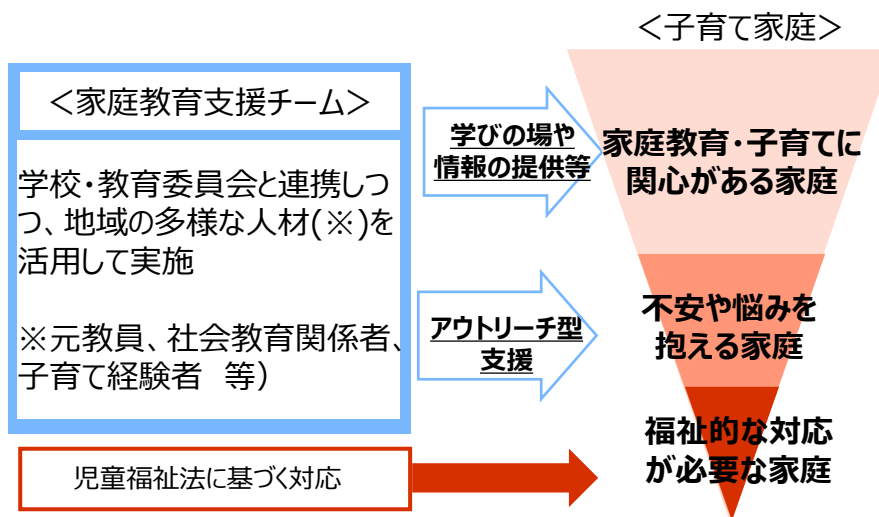 ＜子育て家庭＞
＜家庭教育支援チーム＞
学校・教育委員会と連携しつ
つ、地域の多様な人材(※)を
活用して実施
※元教員、社会教育関係者、
子育て経験者　等）
学びの場や
情報の提供等
家庭教育・子育てに
関心がある家庭
アウトリーチ型
支援
不安や悩みを
抱える家庭
児童福祉法に基づく対応
福祉的な対応
が必要な家庭